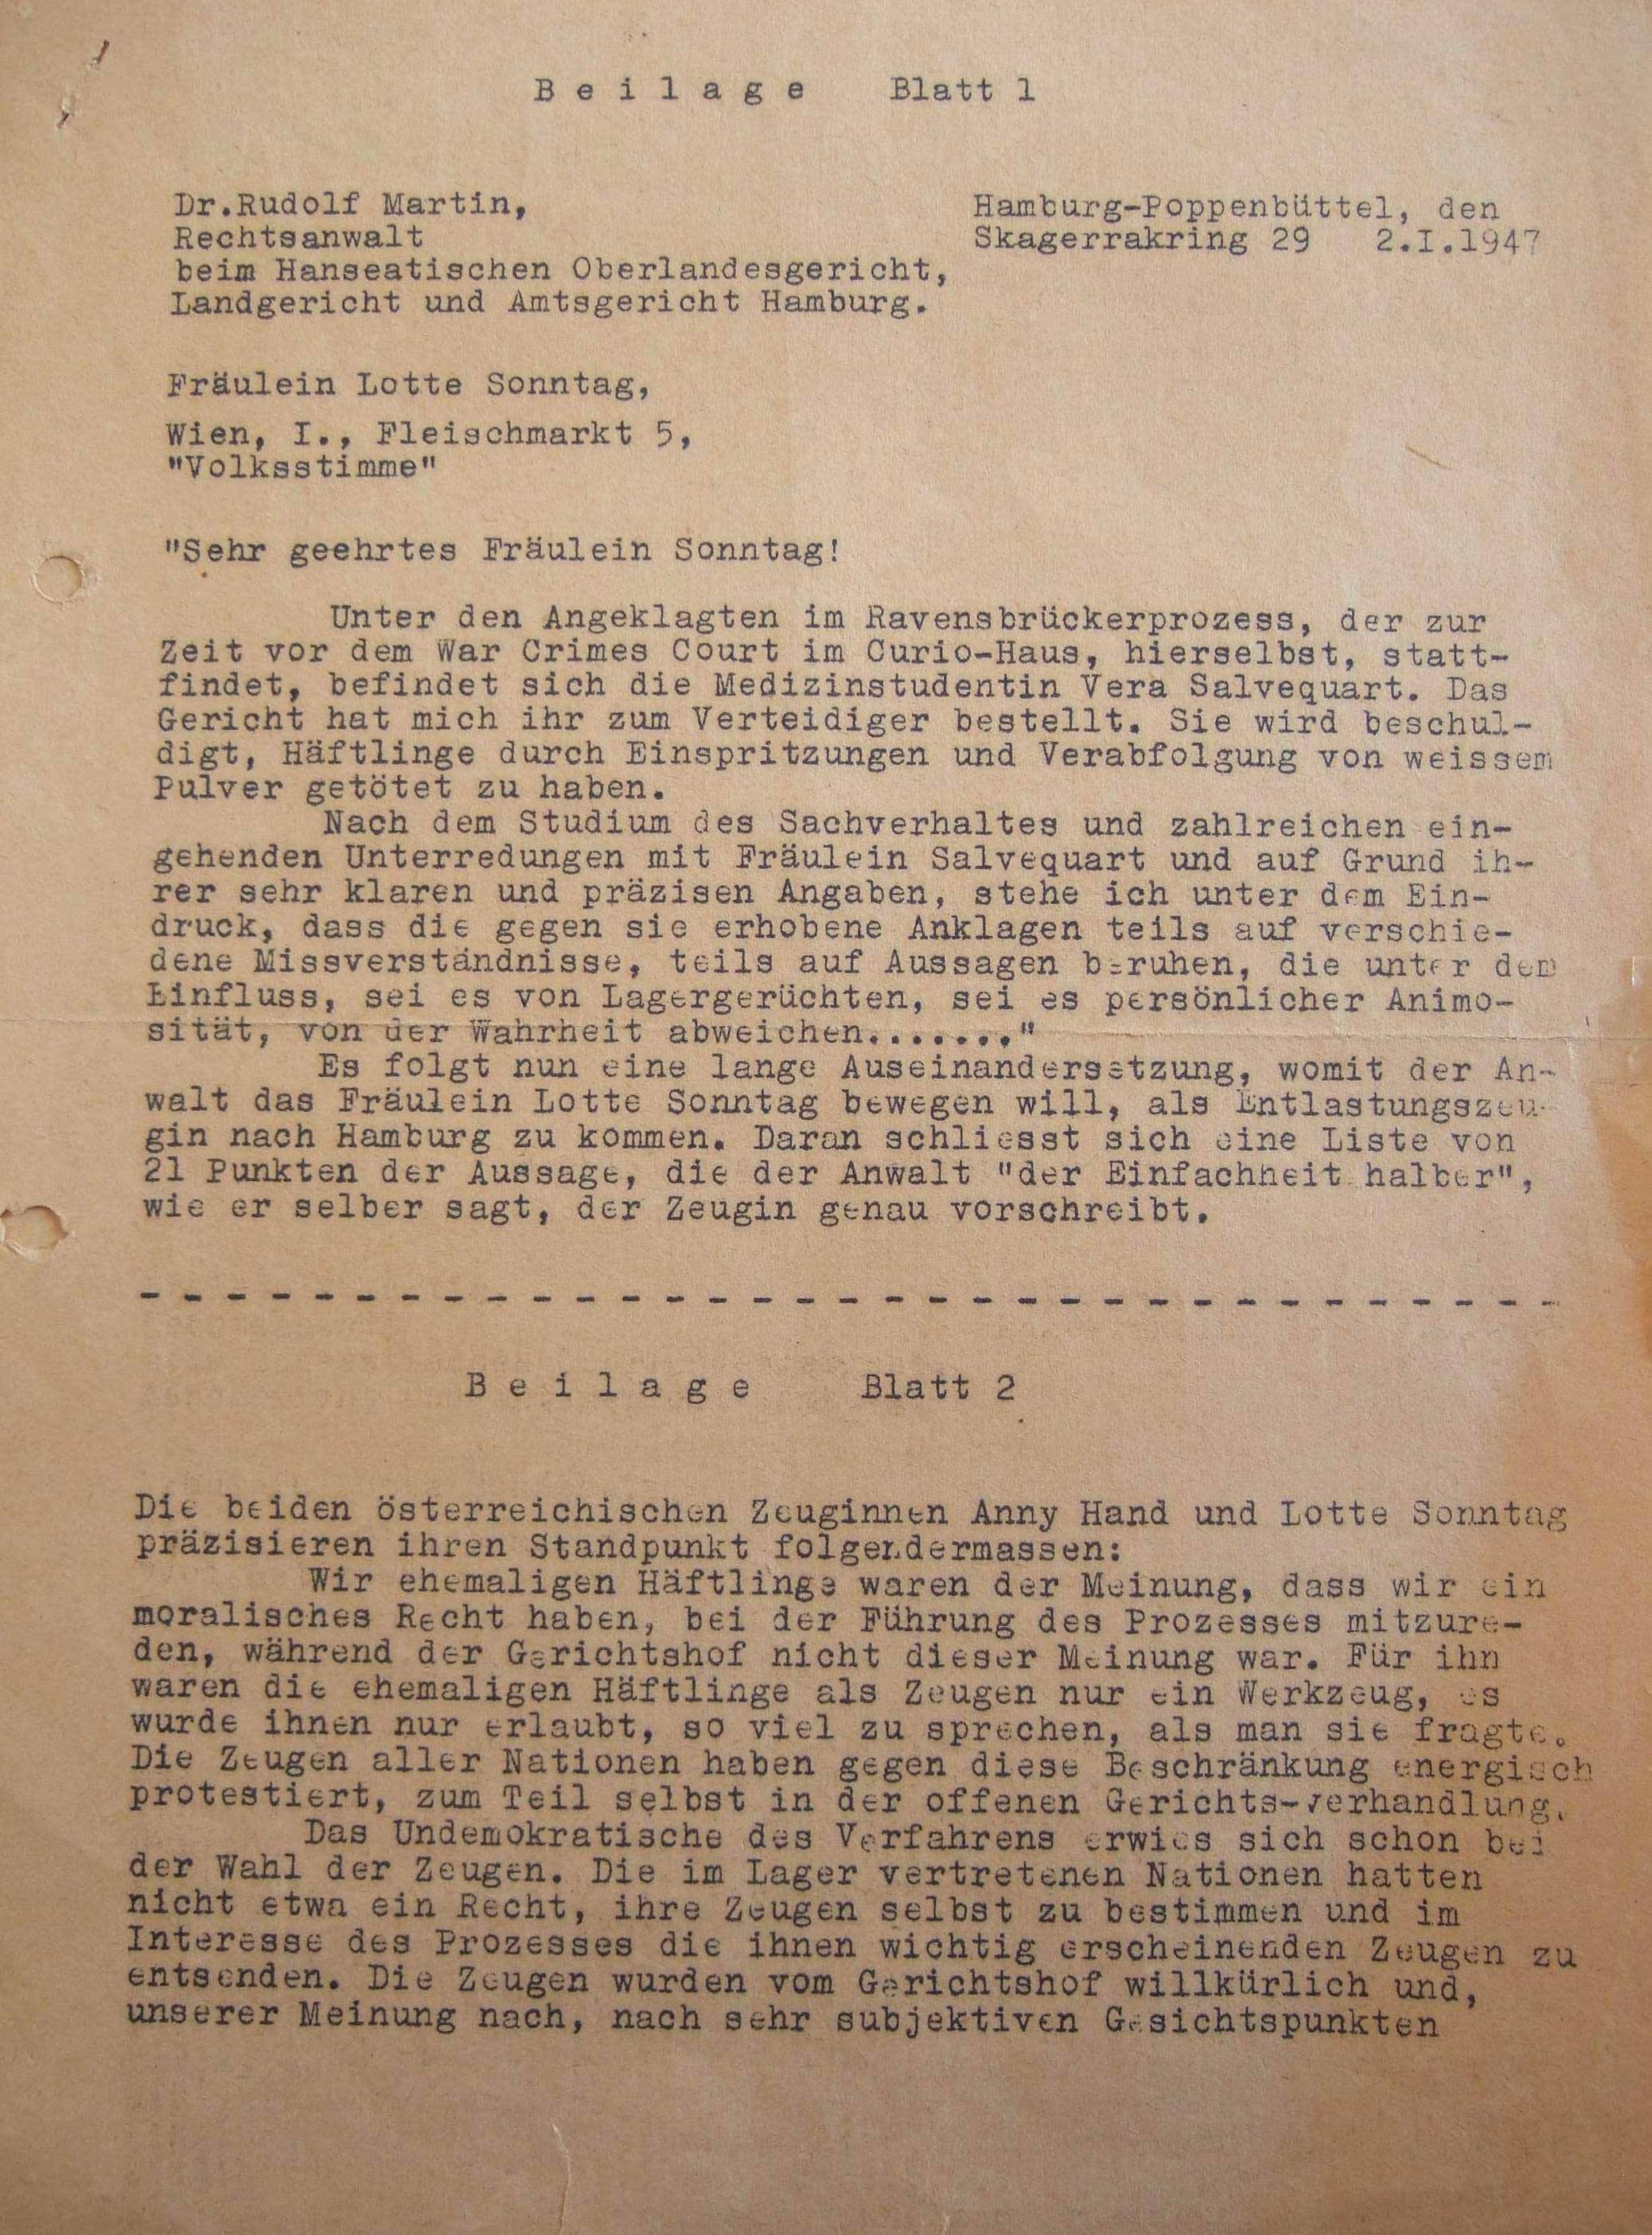 B e i l a g e   Blatt 1
Dr.Rudolf Martin,
Rechtsanwalt
beim Hanseatischen Oberlandesgericht,
Landgericht und Amtsgericht Hamburg.
Hamburg-Poppenbüttel, den
Skagerrakring 29   2.I.1947
Fräulein Lotte Sonntag,
Wien, I., Fleischmarkt 5,
"Volksstimme"
"Sehr geehrtes Fräulein Sonntag!
Unter den Angeklagten im Ravensbrückerprozess, der zur
Zeit vor dem War Crimes Court im Curio-Haus, hierselbst, statt-
findet, befindet sich die Medizinstudentin Vera Salvequart. Das
Gericht hat mich ihr zum Verteidiger bestellt. Sie wird beschul-
digt, Häftlinge durch Einspritzungen und Verabfolgung von weissem
Pulver getötet zu haben.
Nach dem Studium des Sachverhaltes und zahlreichen ein-
gehenden Unterredungen mit Fräulein Salvequart und auf Grund ih-
rer sehr klaren und präzisen Angaben, stehe ich unter dem Ein-
druck, dass die gegen sie erhobene Anklagen teils auf verschie-
dene Missverständnisse, teils auf Aussagen beruhen, die unter dem
Einfluss, sei es von Lagergerüchten, sei es persönlicher Animo-
sität, von der Wahrheit abweichen......."
Es folgt nun eine lange Auseinandersetzung, womit der An-
walt das Fräulein Lotte Sonntag bewegen will, als Entlastungszeu-
gin nach Hamburg zu kommen. Daran schliesst sich eine Liste von
21 Punkten der Aussage, die der Anwalt "der Einfachheit halber",
wie er selber sagt, der Zeugin genau vorschreibt.
- - - - - - - - - - - - - - - - - - - - - - - - - - - - - - - - -
B e i l a g e   Blatt 2
Die beiden österreichischen Zeuginnen Anny Hand und Lotte Sonntag
präzisieren ihren Standpunkt folgendermassen:
Wir ehemaligen Häftlinge waren der Meinung, dass wir ein
moralisches Recht haben, bei der Führung des Prozesses mitzure-
den, während der Gerichtshof nicht dieser Meinung war. Für ihn
waren die ehemaligen Häftlinge als Zeugen nur ein Werkzeug, es
wurde ihnen nur erlaubt, so viel zu sprechen, als man sie fragte.
Die Zeugen aller Nationen haben gegen diese Beschränkung energisch
protestiert, zum Teil selbst in der offenen Gerichts-verhandlung.
Das Undemokratische des Verfahrens erwies sich schon bei
der Wahl der Zeugen. Die im Lager vertretenen Nationen hatten
nicht etwa ein Recht, ihre Zeugen selbst zu bestimmen und im
Interesse des Prozesses die ihnen wichtig erscheinenden Zeugen zu
entsenden. Die Zeugen wurden vom Gerichtshof willkürlich und,
unserer Meinung nach, nach sehr subjektiven Gesichtspunkten